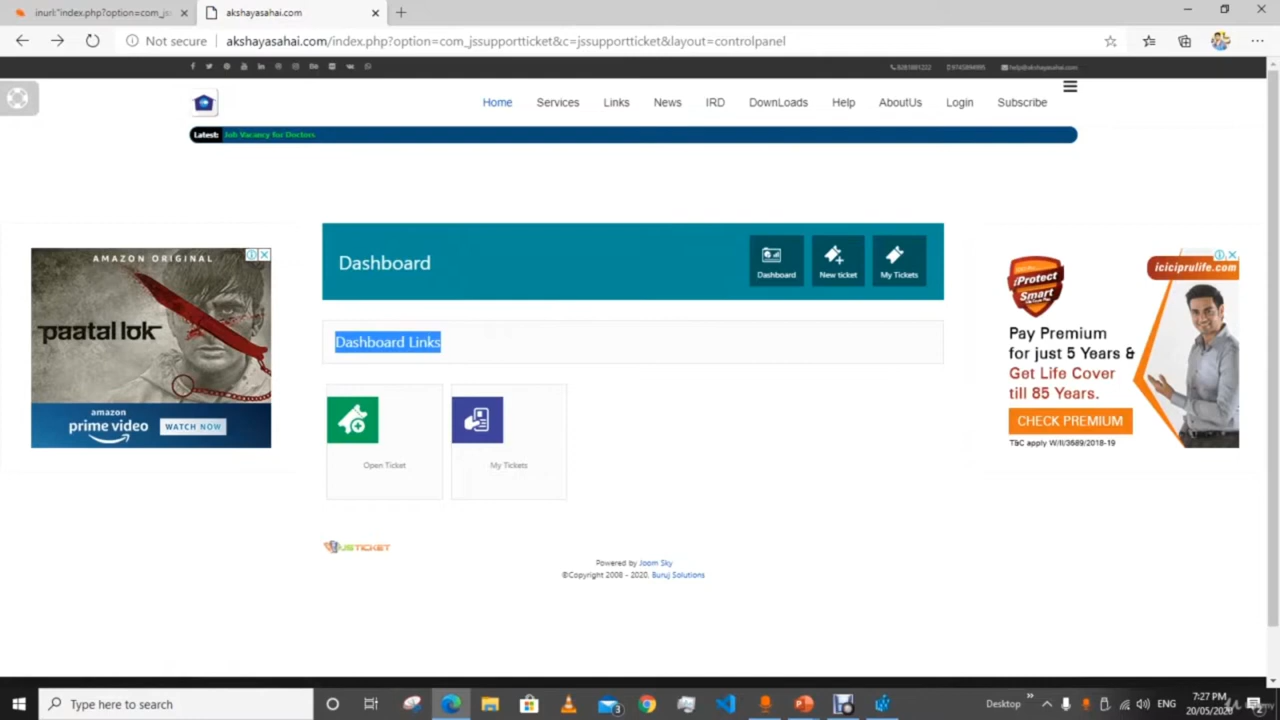 inurl:"index.php?option=com_js:
akshayasahai.com
Not secure
akshayasahai.com/index.php?option=com_jssupportticket&c=jssupportticket&layout=controlpanel
help@akshayasahai.com
Home
Services
Links
News
IRD
DownLoads
Help
AboutUs
Login
Subscribe
Latest:
Job Vacancy for Doctors
AMAZON ORIGINAL
paatal lok
amazon
prime video
WATCH NOW
Dashboard
Dashboard
New ticket
My Tickets
Dashboard Links
Open Ticket
My Tickets
JSTICKET
Powered by Joom Sky
©Copyright 2008 - 2020. Buruj Solutions
iciciprulife.com
iProtect
Smart
Pay Premium
for just 5 Years &
Get Life Cover
till 85 Years.
CHECK PREMIUM
T&C apply W/II/3689/2018-19
Type here to search
3
Desktop
ENG
7:27 PM
20/05/2020